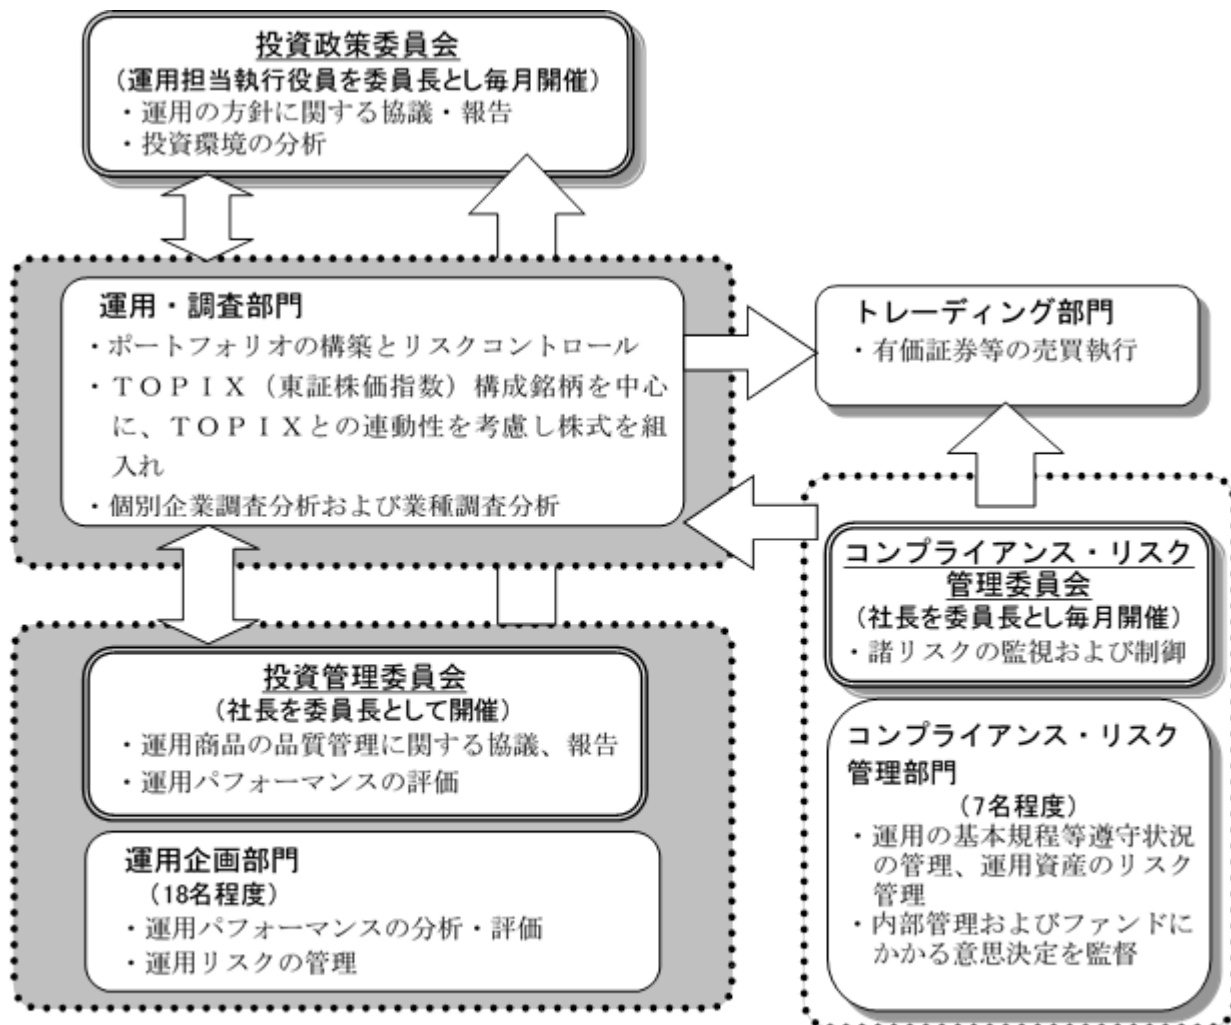 投資政策委員会
（運用担当執行役員を委員長とし毎月開催）
・運用の方針に関する協議・報告
・投資環境の分析
運用・調査部門
・ポートフォリオの構築とリスクコントロール
・ＴＯＰＩＸ（東証株価指数）構成銘柄を中心
に、ＴＯＰＩＸとの連動性を考慮し株式を組
入れ
・個別企業調査分析および業種調査分析
トレーディング部門
・有価証券等の売買執行
投資管理委員会
（社長を委員長として開催）
・運用商品の品質管理に関する協議、報告
・運用パフォーマンスの評価
運用企画部門
（18名程度）
・運用パフォーマンスの分析・評価
・運用リスクの管理
コンプライアンス・リスク
管理委員会
（社長を委員長とし毎月開催）
・諸リスクの監視および制御
コンプライアンス・リスク
管理部門
（7名程度）
・運用の基本規程等遵守状況
の管理、運用資産のリスク
管理
・内部管理およびファンドに
かかる意思決定を監督